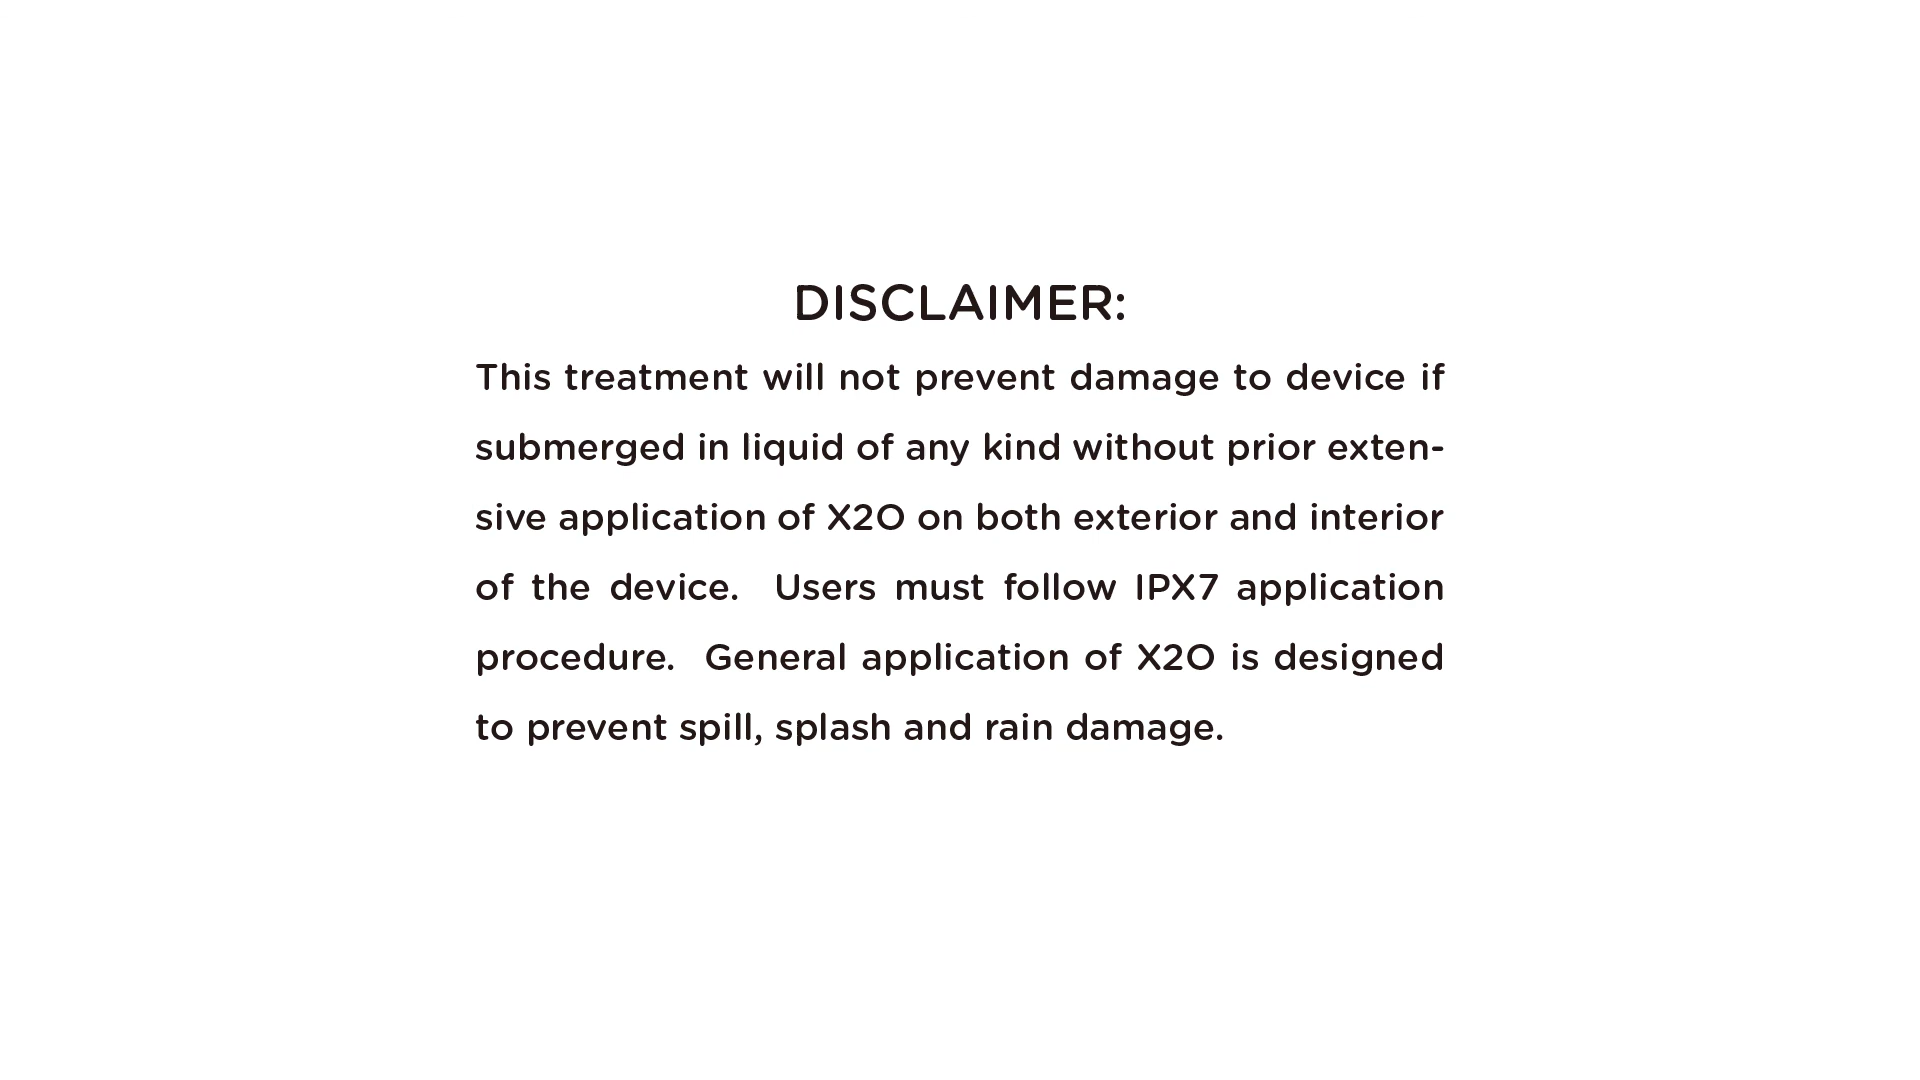 DISCLAIMER:
This treatment will not prevent damage to device if
submerged in liquid of any kind without prior exten-
sive application of X2O on both exterior and interior
of the device.  Users must follow IPX7 application
procedure.  General application of X2O is designed
to prevent spill, splash and rain damage.